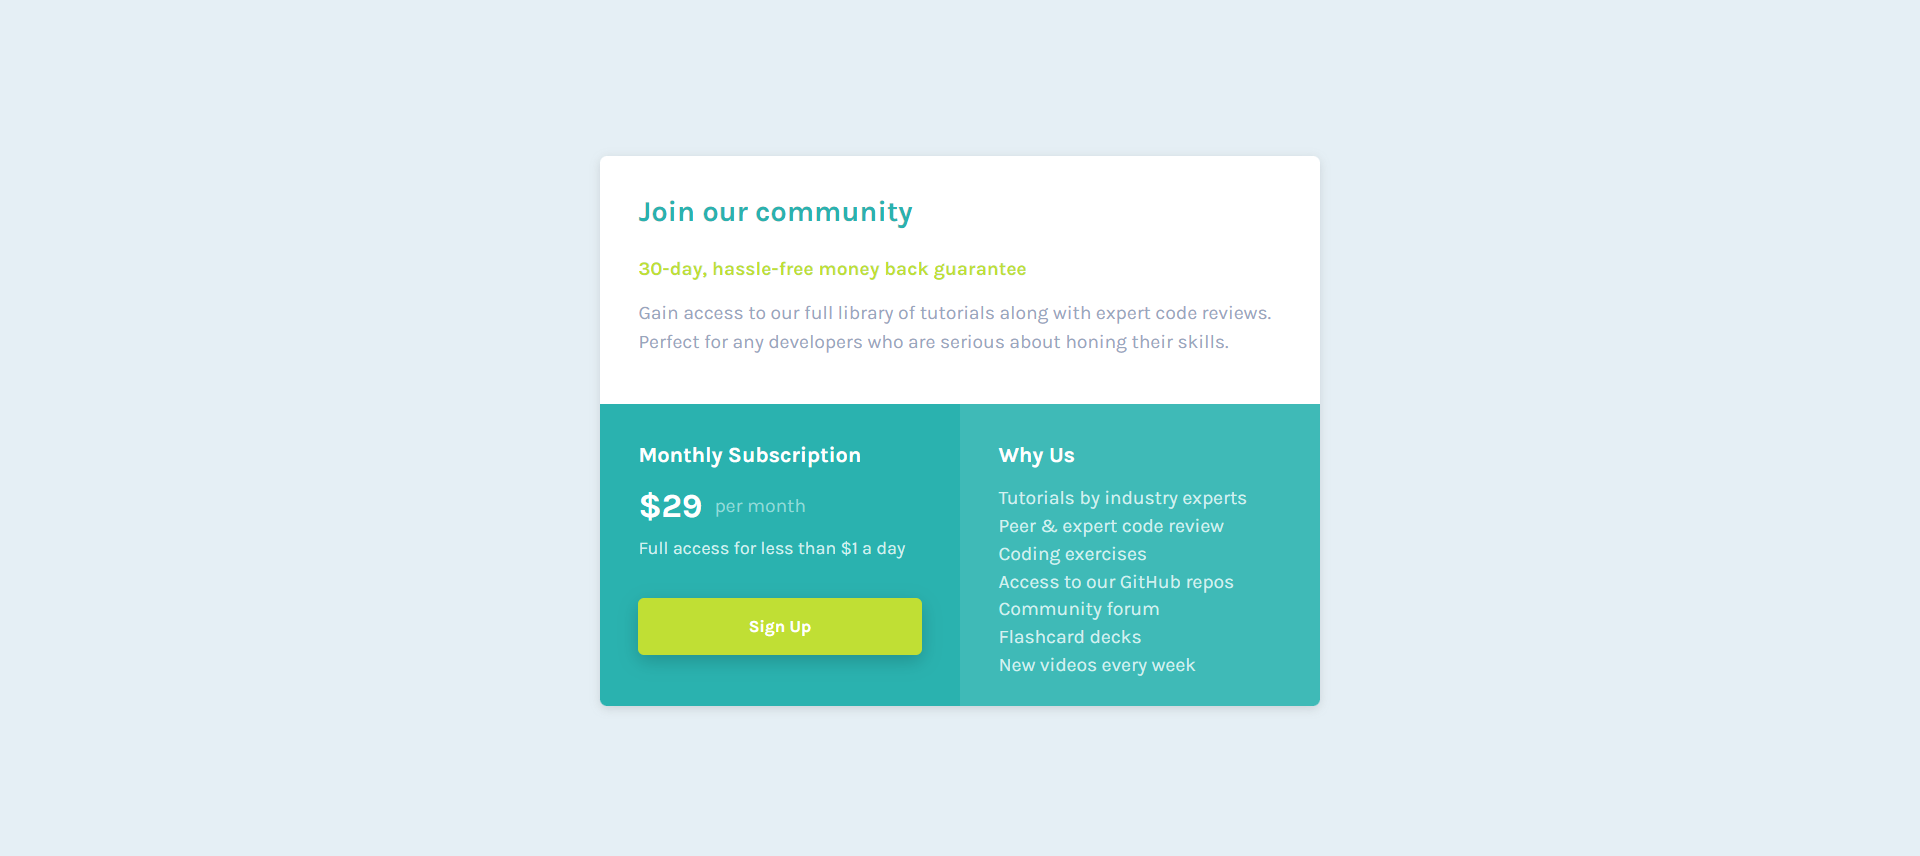 Join our community
30-day, hassle-free money back guarantee
Gain access to our full library of tutorials along with expert code reviews.
Perfect for any developers who are serious about honing their skills.
Monthly Subscription
$29 per month
Full access for less than $1 a day
Sign Up
Why Us
Tutorials by industry experts
Peer & expert code review
Coding exercises
Access to our GitHub repos
Community forum
Flashcard decks
New videos every week